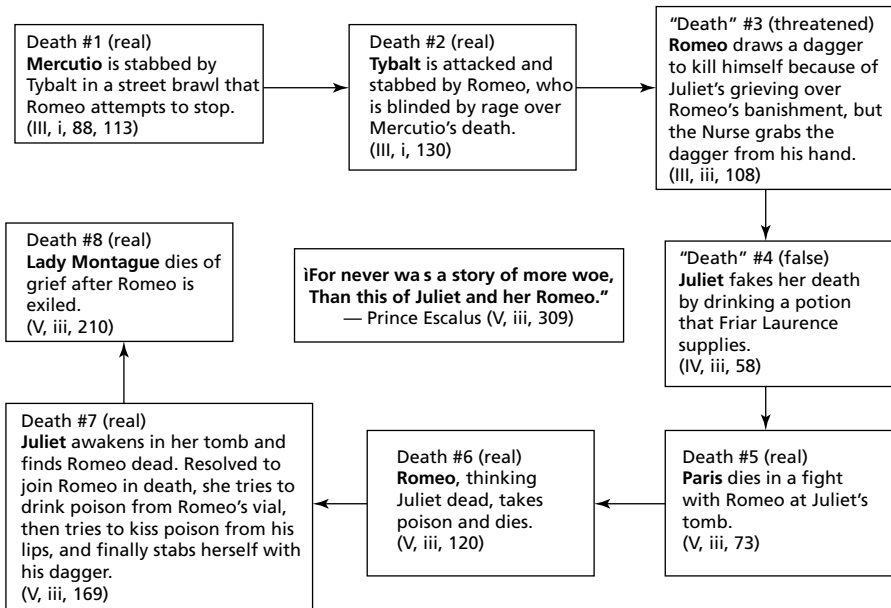 Death #1 (real)
Mercutio is stabbed by
Tybalt in a street brawl that
Romeo attempts to stop.
(III, i, 88, 113)
Death #2 (real)
Tybalt is attacked and
stabbed by Romeo, who
is blinded by rage over
Mercutio's death.
(III, i, 130)
"Death" #3 (threatened)
Romeo draws a dagger
to kill himself because of
Juliet's grieving over
Romeo's banishment, but
the Nurse grabs the
dagger from his hand.
(III, iii, 108)
"Death" #4 (false)
Juliet fakes her death
by drinking a potion
that Friar Laurence
supplies.
(IV, iii, 58)
Death #5 (real)
Paris dies in a fight
with Romeo at Juliet's
tomb.
(V, iii, 73)
Death #6 (real)
Romeo, thinking
Juliet dead, takes
poison and dies.
(V, iii, 120)
Death #7 (real)
Juliet awakens in her tomb and
finds Romeo dead. Resolved to
join Romeo in death, she tries to
drink poison from Romeo's vial,
then tries to kiss poison from his
lips, and finally stabs herself with
his dagger.
(V, iii, 169)
Death #8 (real)
Lady Montague dies of
grief after Romeo is
exiled.
(V, iii, 210)
ìFor never was a story of more woe,
Than this of Juliet and her Romeo."
— Prince Escalus (V, iii, 309)